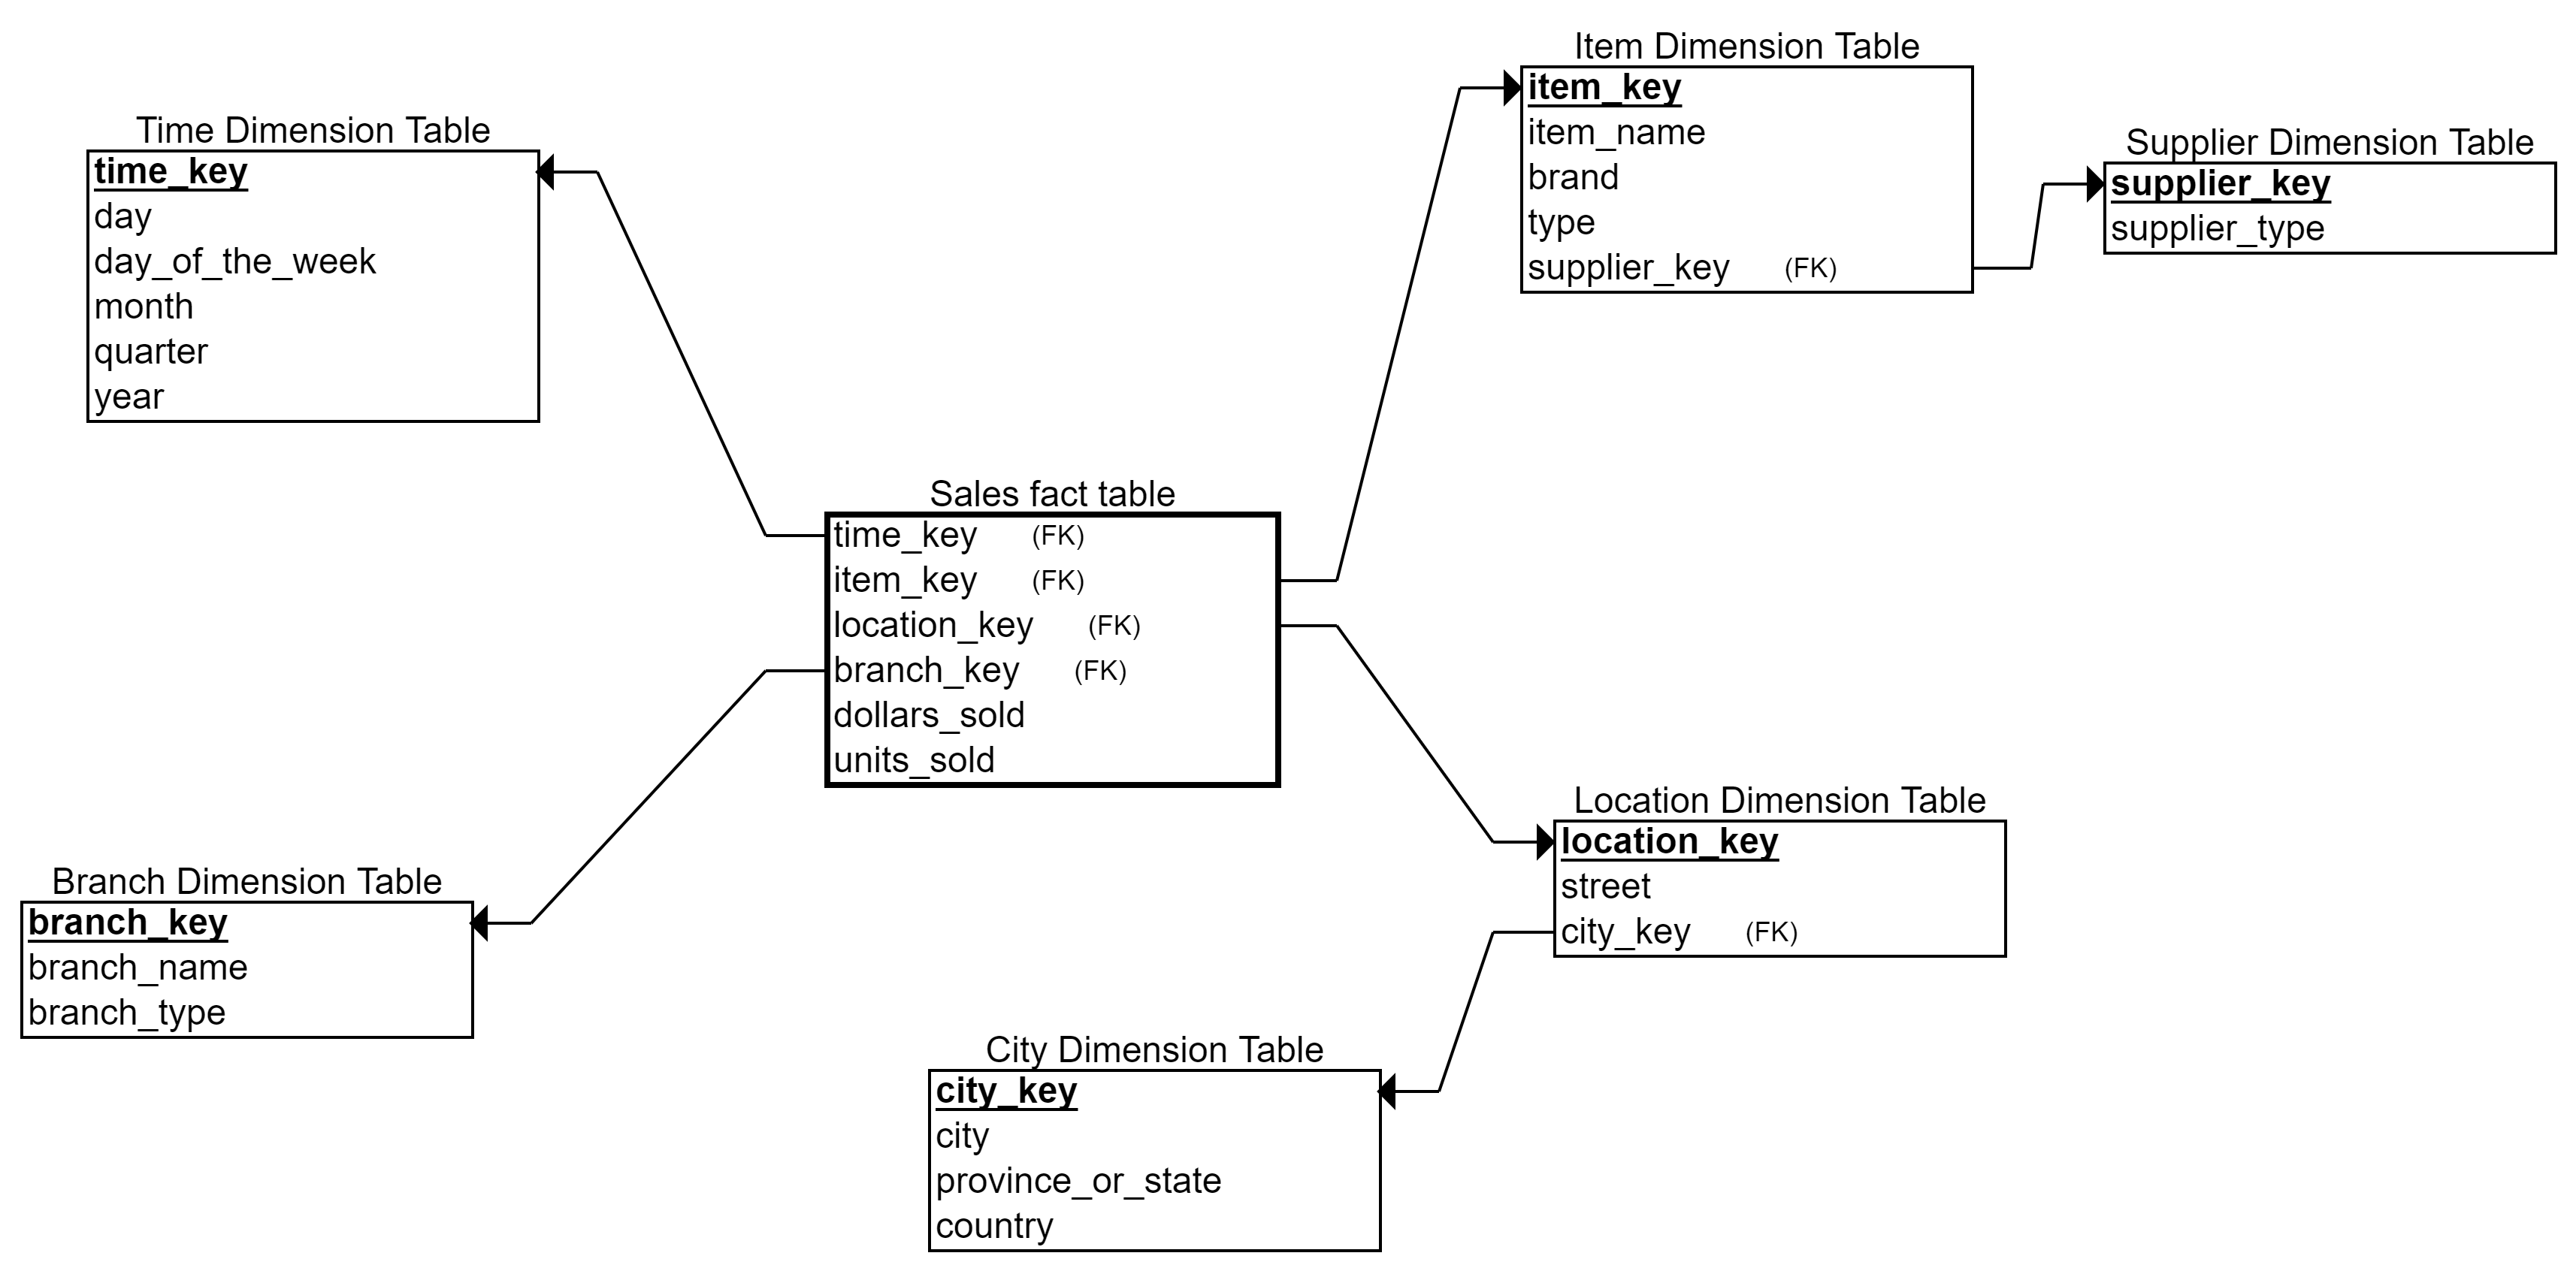 Time Dimension Table
time_key
day
day_of_the_week
month
quarter
year
Item Dimension Table
item_key
item_name
brand
type
supplier_key (FK)
Supplier Dimension Table
supplier_key
supplier_type
Sales fact table
time_key (FK)
item_key (FK)
location_key (FK)
branch_key (FK)
dollars_sold
units_sold
Branch Dimension Table
branch_key
branch_name
branch_type
Location Dimension Table
location_key
street
city_key (FK)
City Dimension Table
city_key
city
province_or_state
country